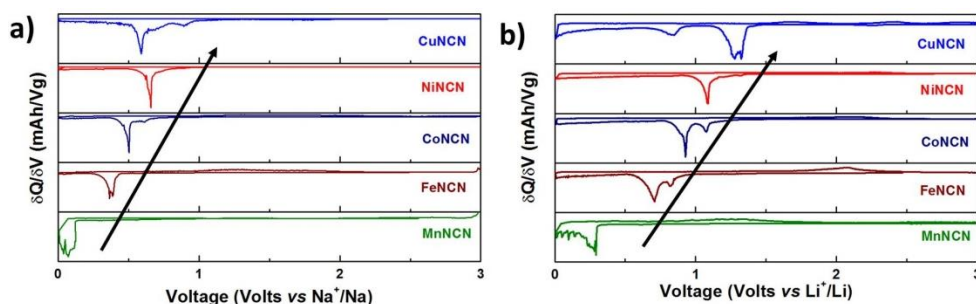 a)
CuNCN
NiNCN
CoNCN
FeNCN
MnNCN
δQ/δV (mAh/Vg)
0
1
2
3
Voltage (Volts vs Na⁺/Na)
b)
CuNCN
NiNCN
CoNCN
FeNCN
MnNCN
δQ/δV (mAh/Vg)
0
1
2
3
Voltage (Volts vs Li⁺/Li)